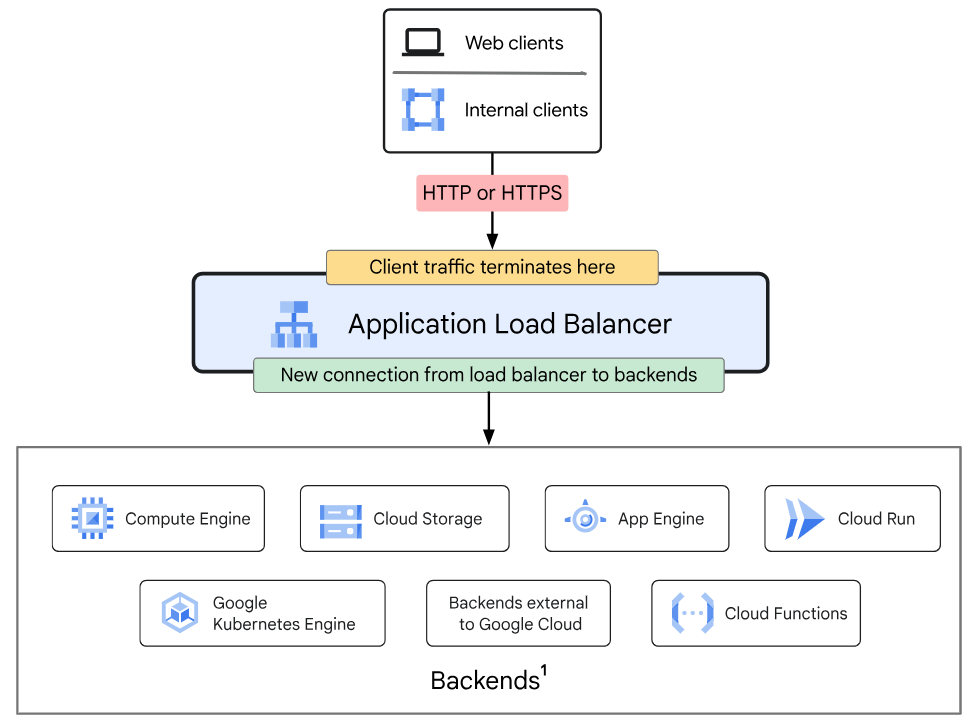 Web clients
Internal clients
HTTP or HTTPS
Client traffic terminates here
Application Load Balancer
New connection from load balancer to backends
Compute Engine
Cloud Storage
App Engine
Cloud Run
Google
Kubernetes Engine
Backends external
to Google Cloud
Cloud Functions
Backends¹